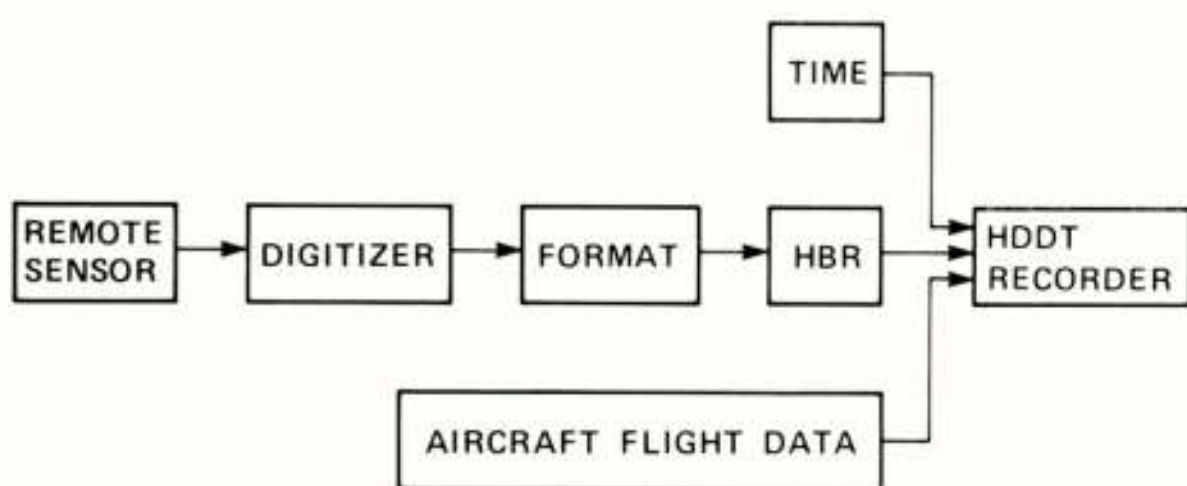 TIME
REMOTE
SENSOR
DIGITIZER
FORMAT
HBR
HDDT
RECORDER
AIRCRAFT FLIGHT DATA